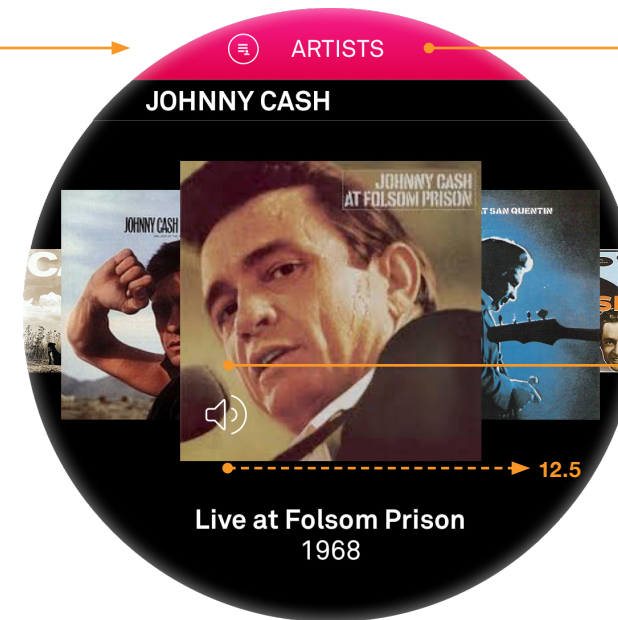 ARTISTS
JOHNNY CASH
JOHNNY CASH
AT FOLSOM PRISON
JOHNNY CASH
AT SAN QUENTIN
12.5
Live at Folsom Prison
1968